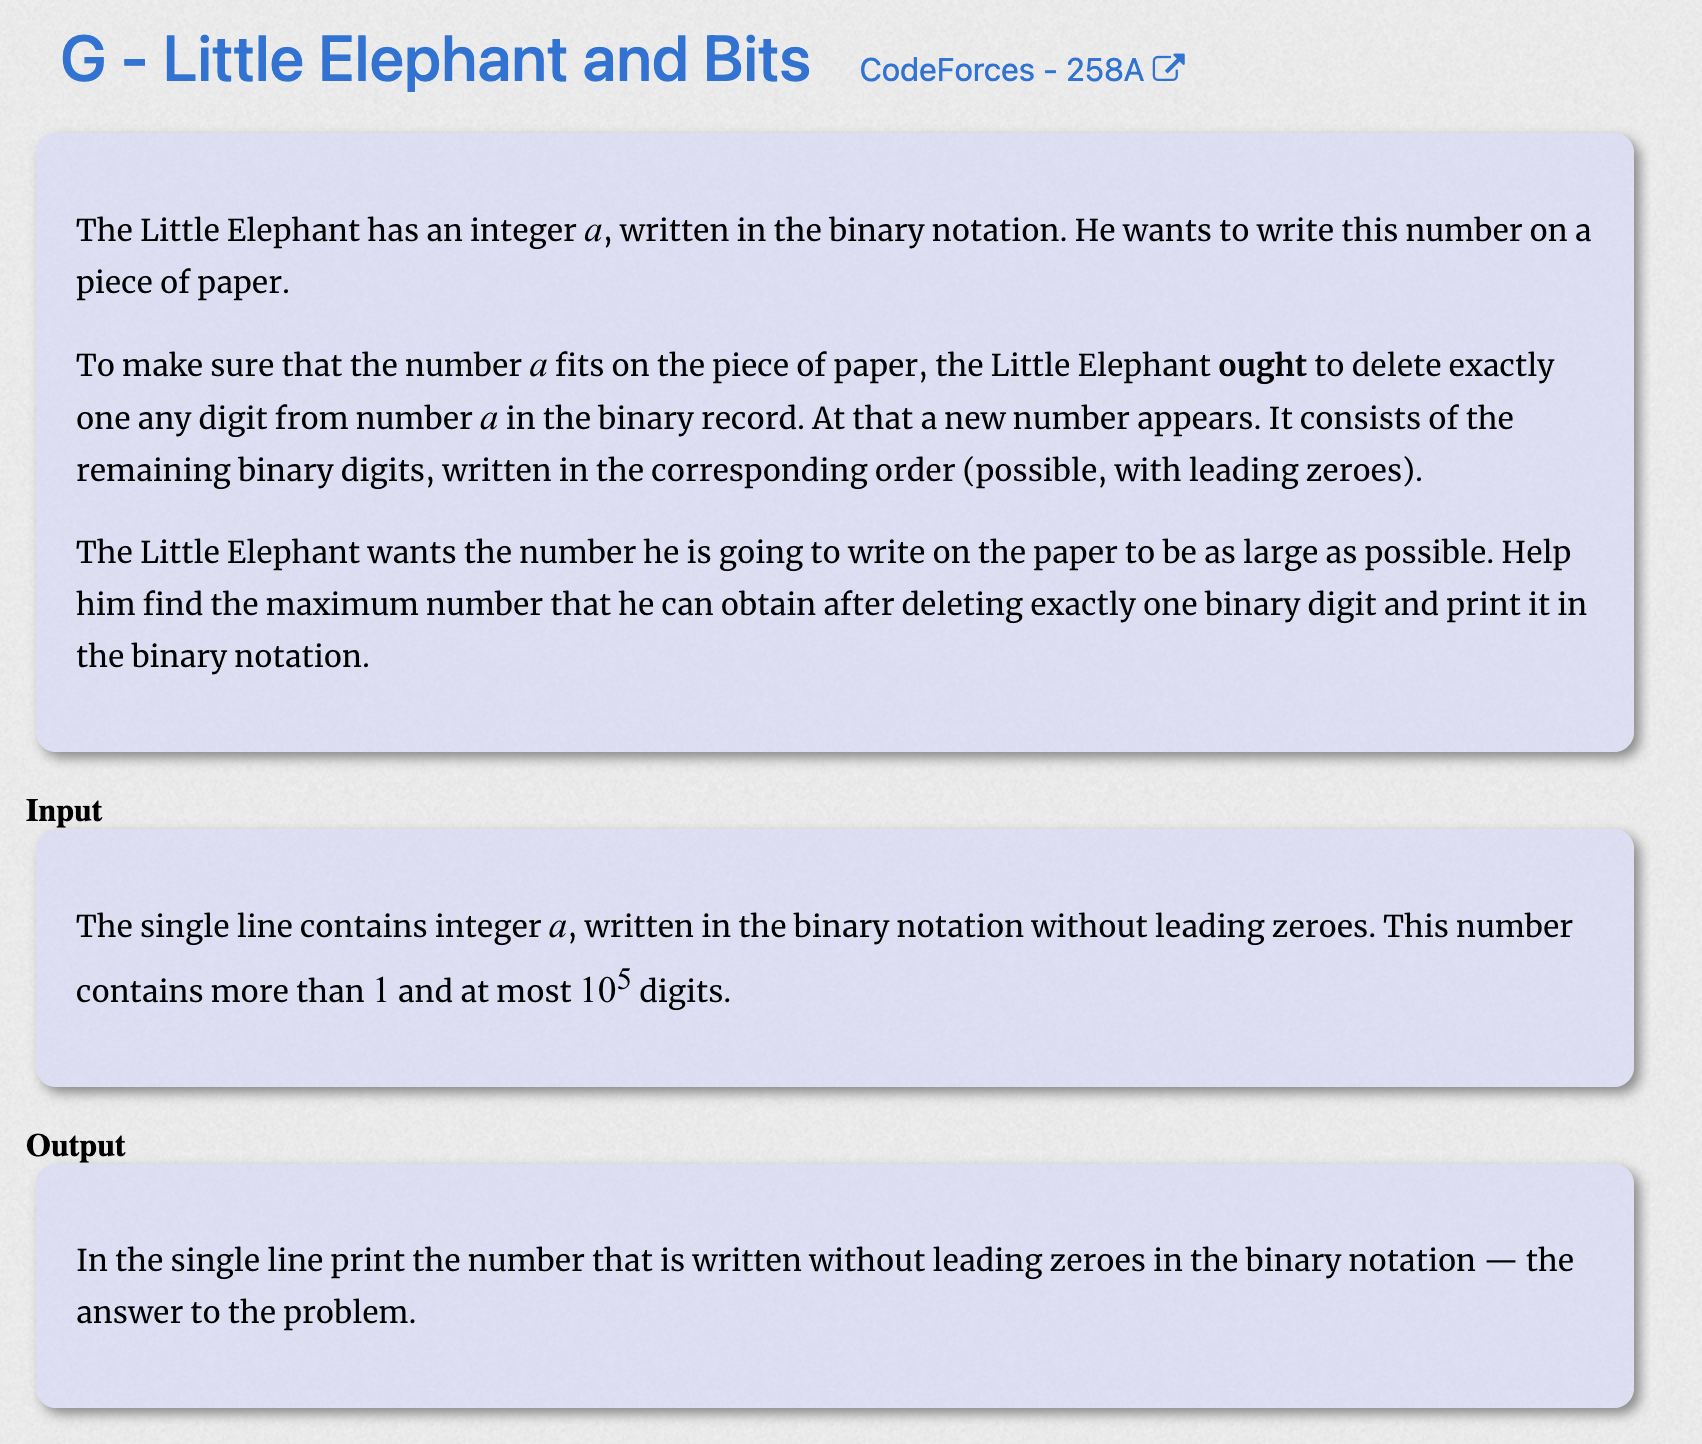 G - Little Elephant and Bits CodeForces - 258A
The Little Elephant has an integer a, written in the binary notation. He wants to write this number on a
piece of paper.
To make sure that the number a fits on the piece of paper, the Little Elephant ought to delete exactly
one any digit from number a in the binary record. At that a new number appears. It consists of the
remaining binary digits, written in the corresponding order (possible, with leading zeroes).
The Little Elephant wants the number he is going to write on the paper to be as large as possible. Help
him find the maximum number that he can obtain after deleting exactly one binary digit and print it in
the binary notation.
Input
The single line contains integer a, written in the binary notation without leading zeroes. This number
contains more than 1 and at most 10⁵ digits.
Output
In the single line print the number that is written without leading zeroes in the binary notation — the
answer to the problem.